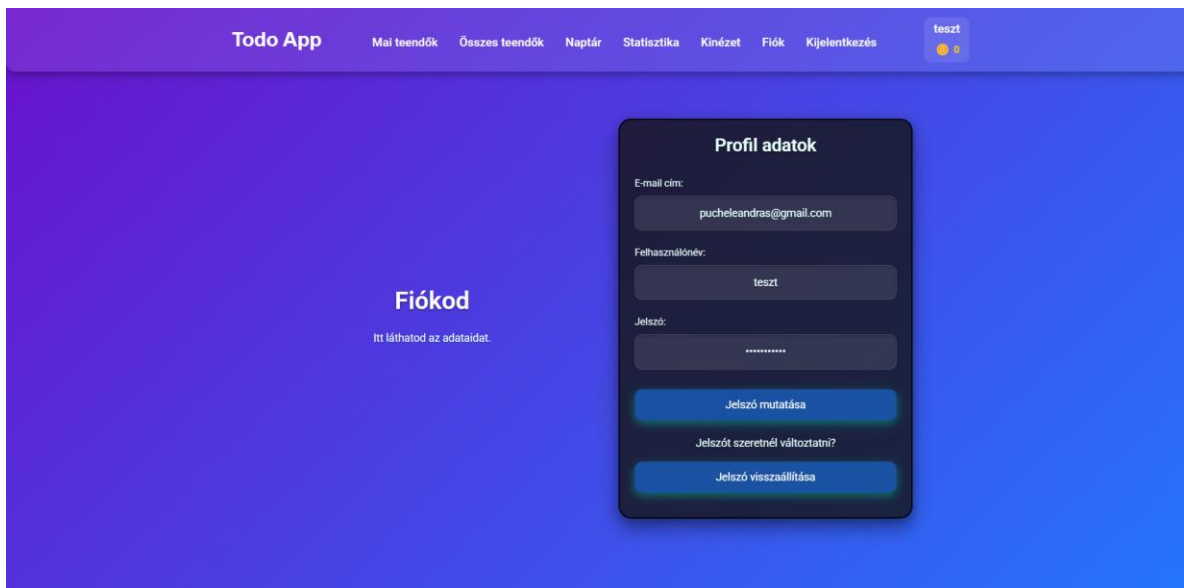 Todo App
Mai teendők
Összes teendők
Naptár
Statisztika
Kinézet
Fiók
Kijelentkezés
teszt
0
Fiókod
Itt láthatod az adataidat.
Profil adatok
E-mail cím:
pucheleandras@gmail.com
Felhasználónév:
teszt
Jelszó:
•••••••••••
Jelszó mutatása
Jelszót szeretnél változtatni?
Jelszó visszaállítása